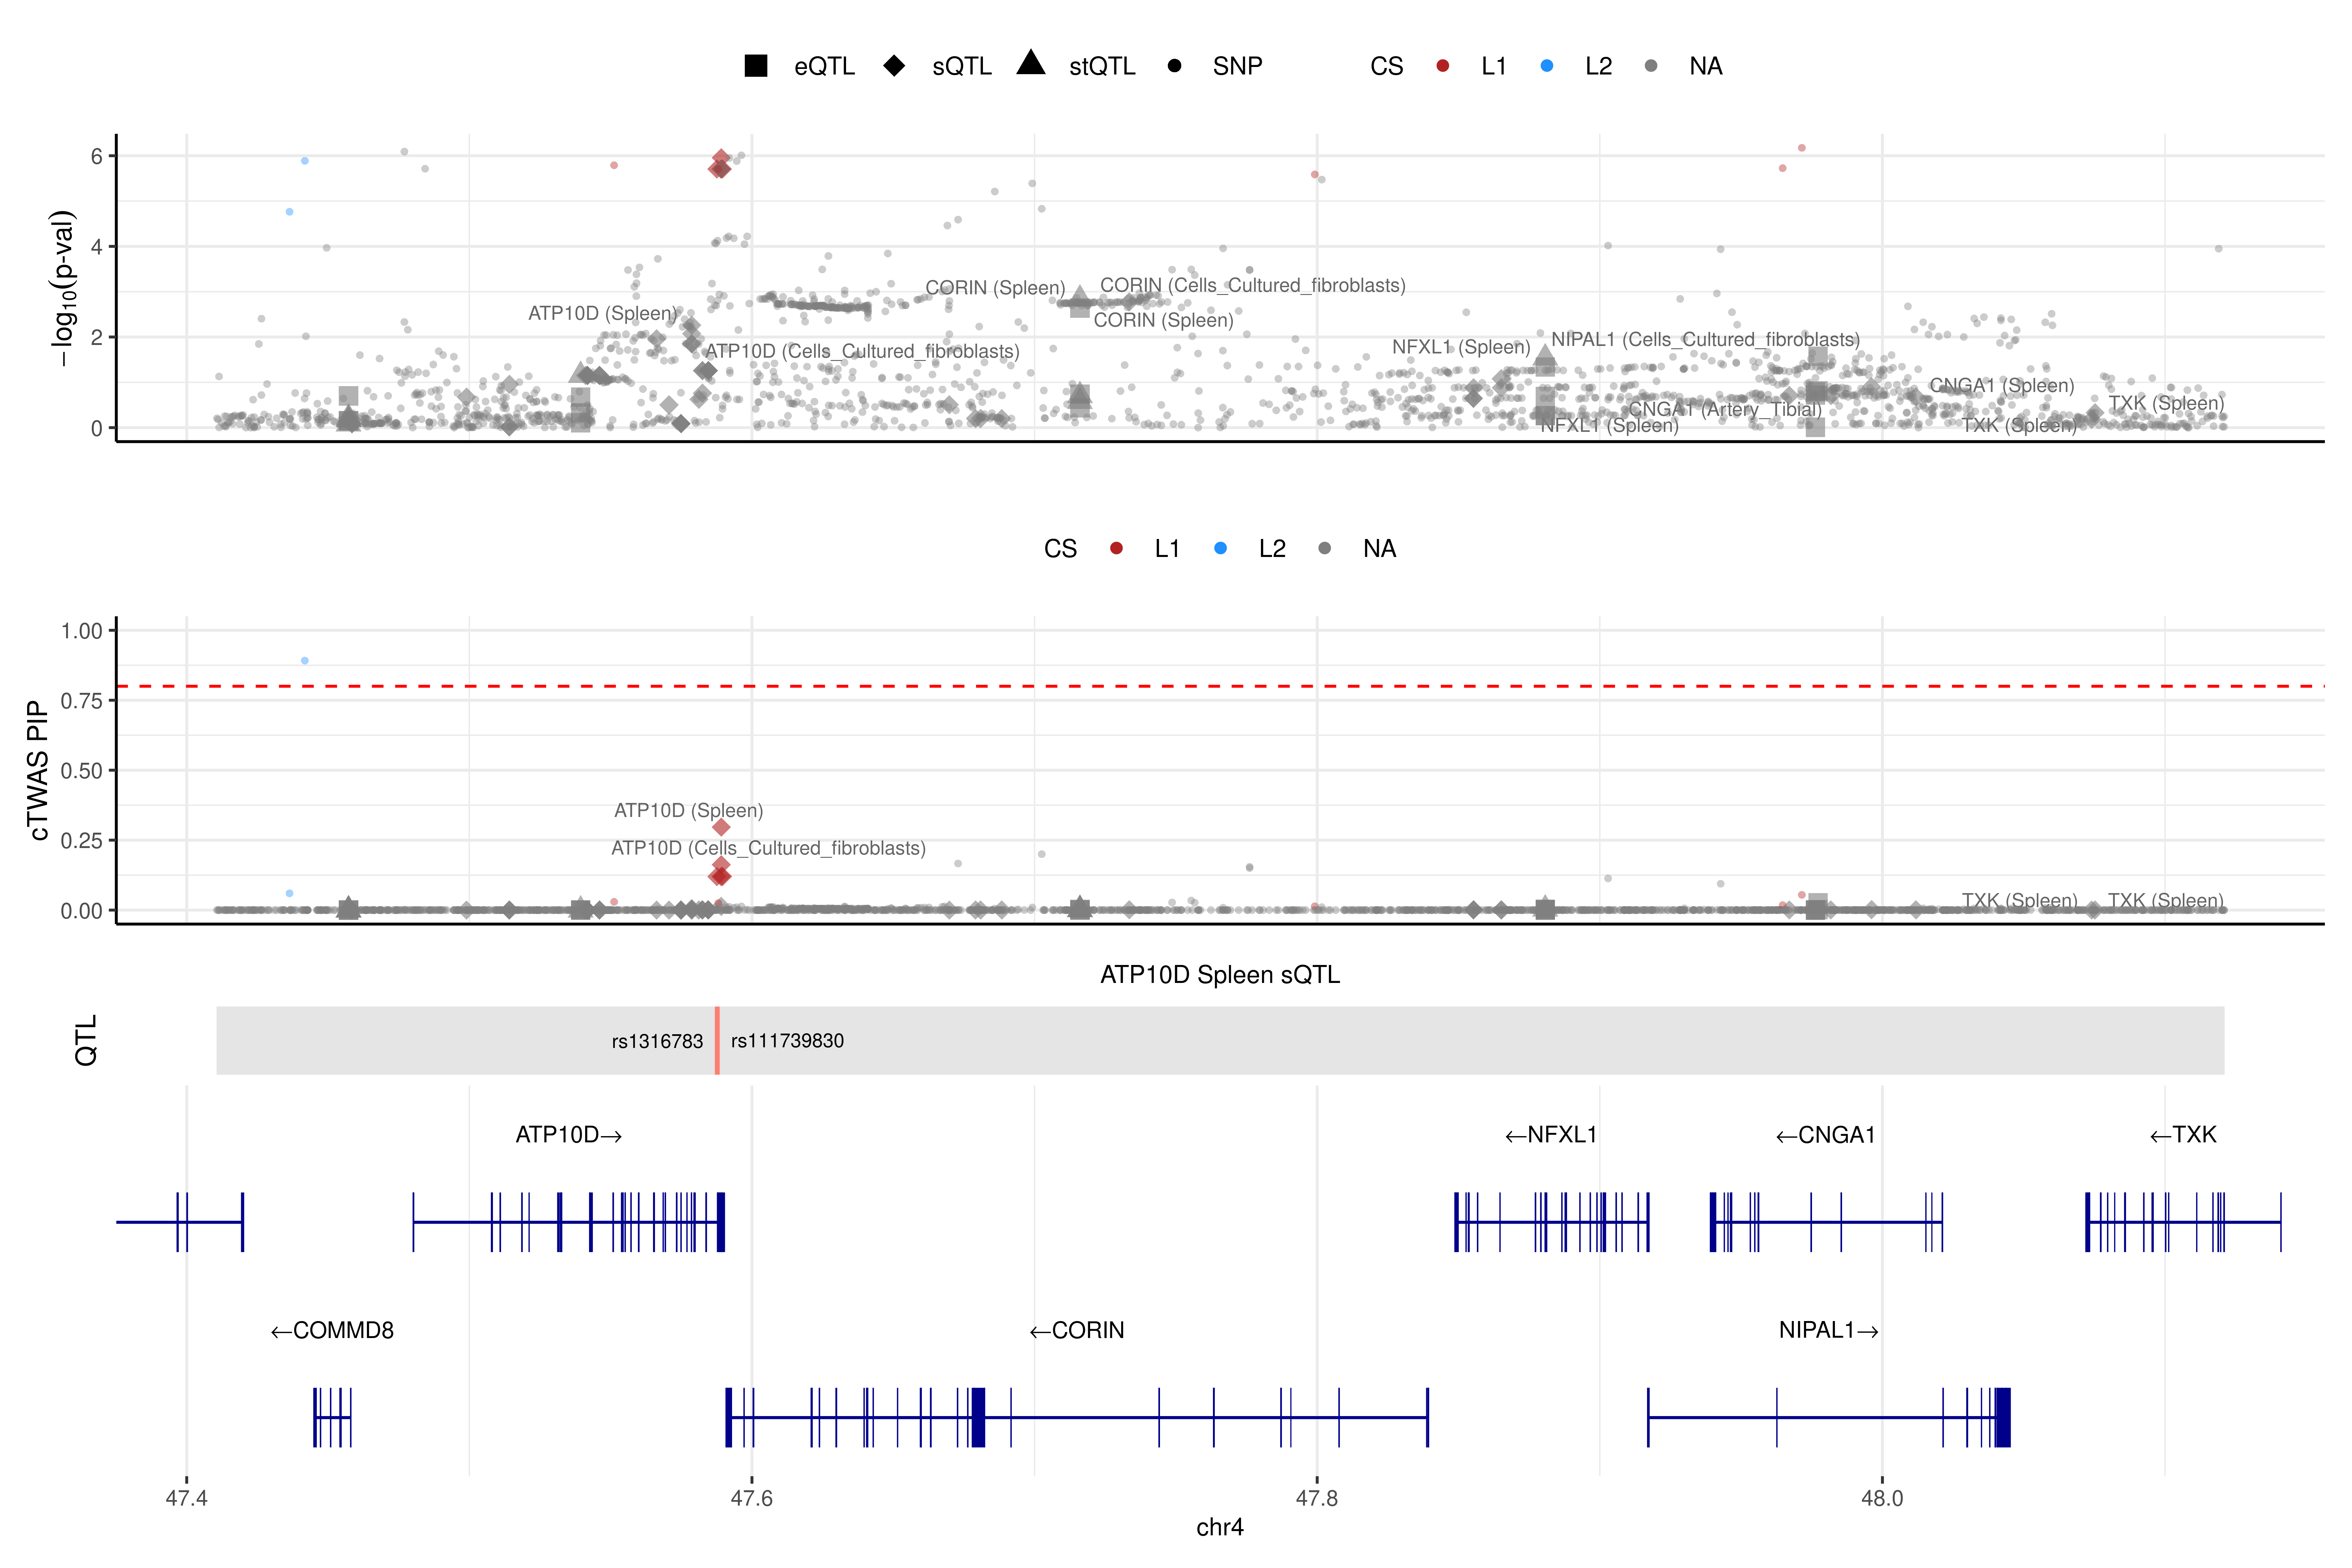 eQTL sQTL stQTL SNP CS L1 L2 NA
−log10(p-val)
6
4
2
0
CORIN (Spleen)
CORIN (Cells_Cultured_fibroblasts)
ATP10D (Spleen)
CORIN (Spleen)
ATP10D (Cells_Cultured_fibroblasts)
NFXL1 (Spleen)
NIPAL1 (Cells_Cultured_fibroblasts)
CNGA1 (Spleen)
CNGA1 (Artery_Tibial)
TXK (Spleen)
NFXL1 (Spleen)
TXK (Spleen)
CS L1 L2 NA
cTWAS PIP
1.00
0.75
0.50
0.25
0.00
ATP10D (Spleen)
ATP10D (Cells_Cultured_fibroblasts)
TXK (Spleen)
TXK (Spleen)
ATP10D Spleen sQTL
QTL
rs1316783 rs111739830
ATP10D→ ←NFXL1 ←CNGA1 ←TXK
←COMMD8 ←CORIN NIPAL1→
47.4 47.6 47.8 48.0
chr4